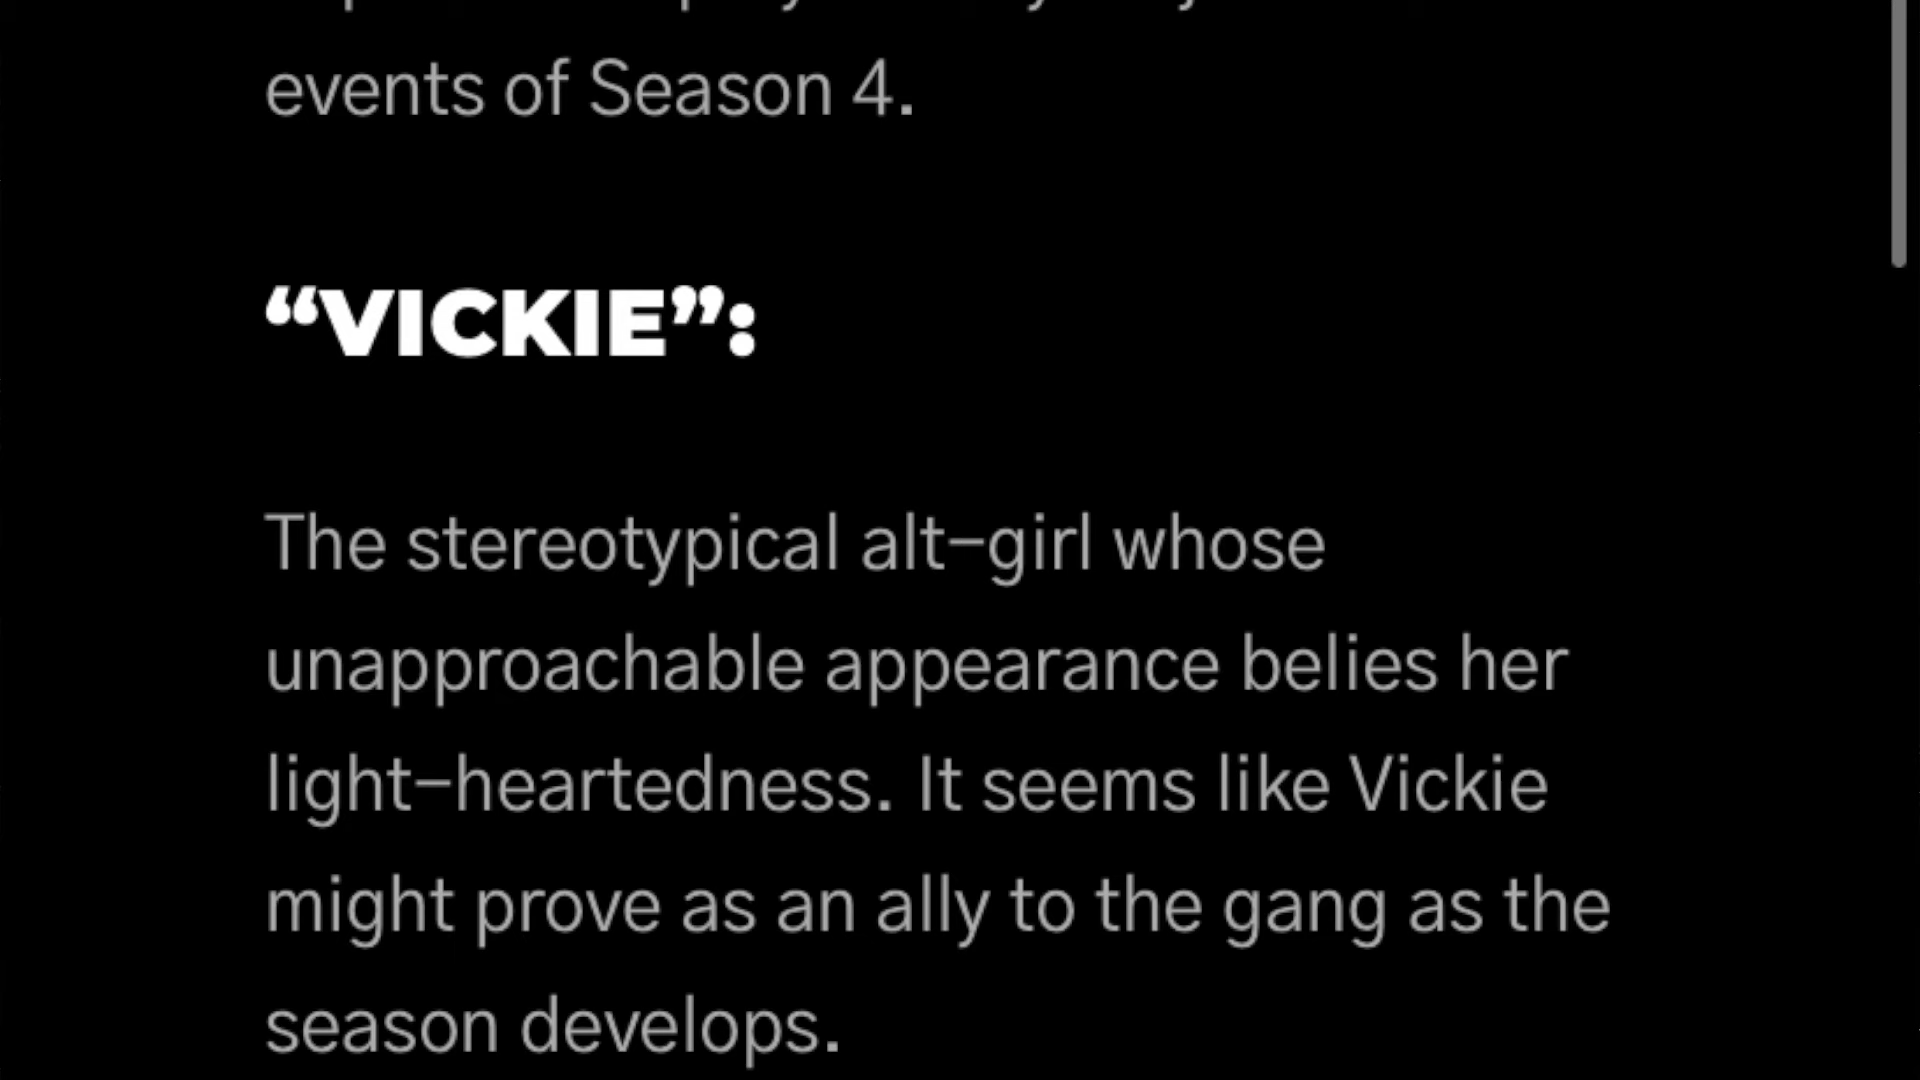 events of Season 4.
“VICKIE”:
The stereotypical alt-girl whose
unapproachable appearance belies her
light-heartedness. It seems like Vickie
might prove as an ally to the gang as the
season develops.